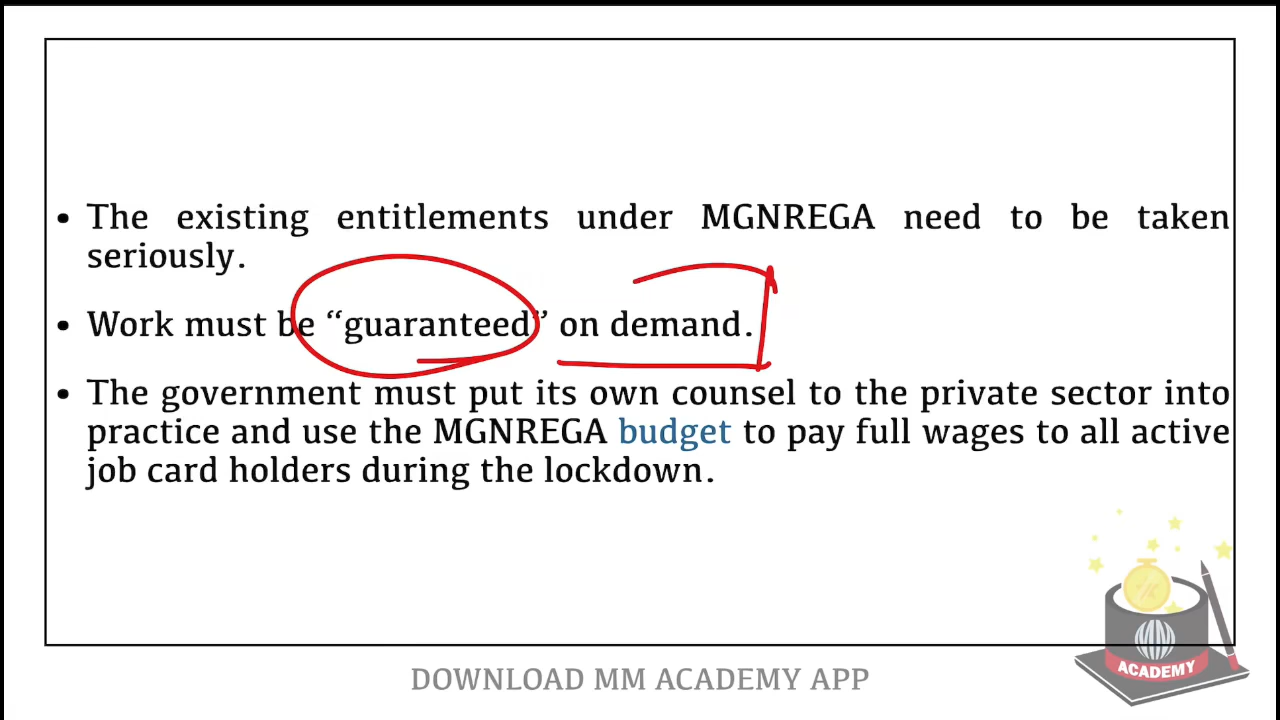 • The existing entitlements under MGNREGA need to be taken
seriously.
• Work must be “guaranteed” on demand.
• The government must put its own counsel to the private sector into
practice and use the MGNREGA budget to pay full wages to all active
job card holders during the lockdown.
ACADEMY
DOWNLOAD MM ACADEMY APP